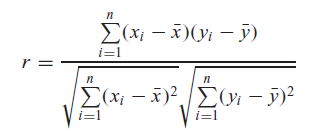 r = \frac{\sum_{i=1}^{n}(x_i - \bar{x})(y_i - \bar{y})}{\sqrt{\sum_{i=1}^{n}(x_i - \bar{x})^2}\sqrt{\sum_{i=1}^{n}(y_i - \bar{y})^2}}